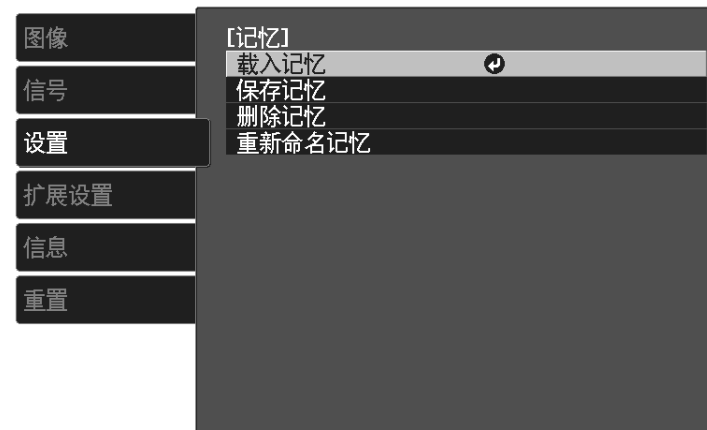 图像
信号
设置
扩展设置
信息
重置
[记忆]
载入记忆
保存记忆
删除记忆
重新命名记忆